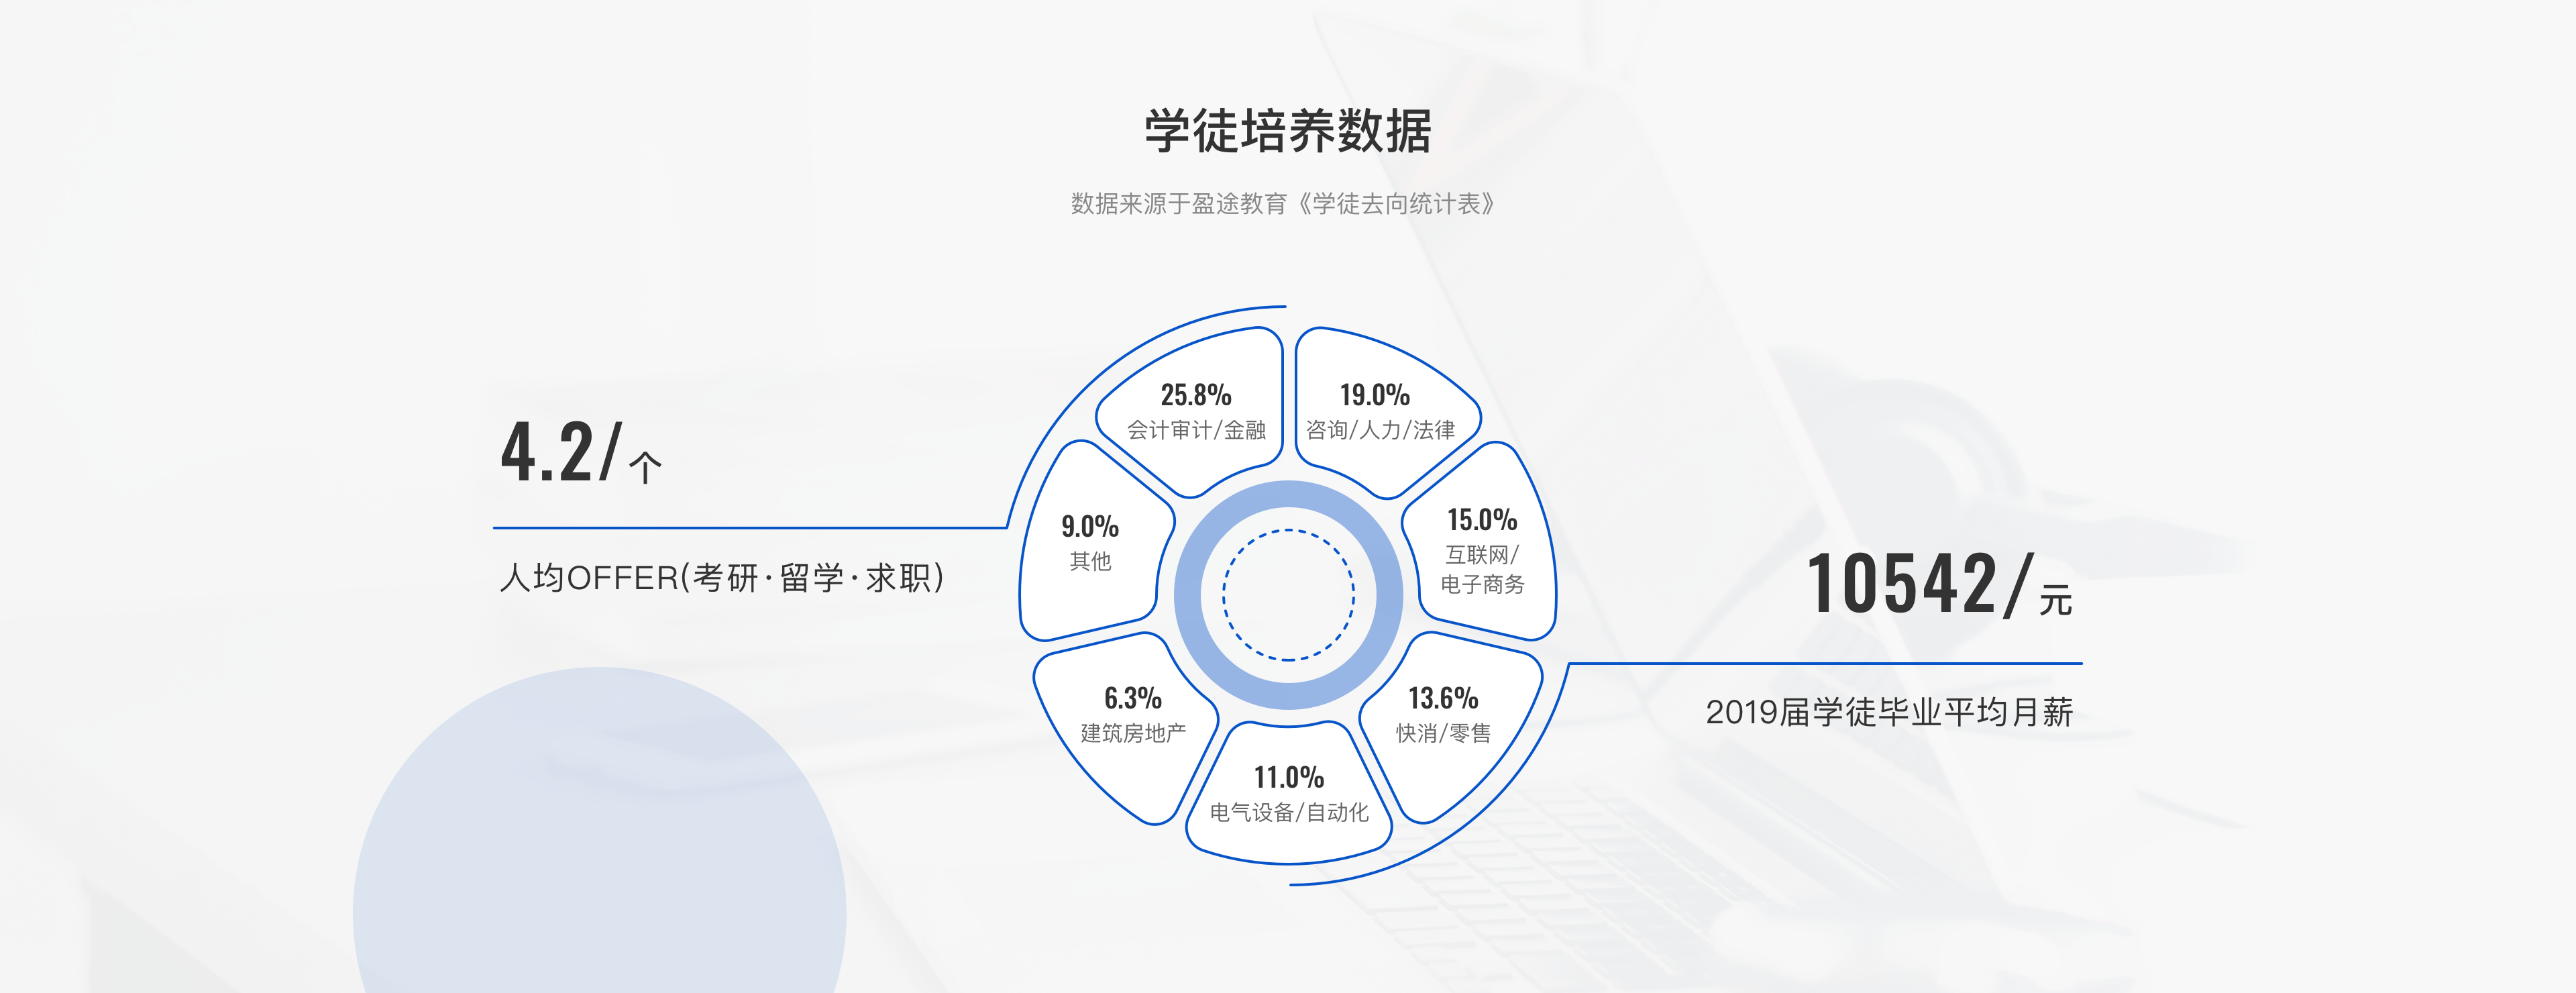 学徒培养数据
数据来源于盈途教育《学徒去向统计表》
4.2/个
人均OFFER(考研·留学·求职)
25.8%
会计审计/金融
19.0%
咨询/人力/法律
9.0%
其他
15.0%
互联网/
电子商务
6.3%
建筑房地产
13.6%
快消/零售
11.0%
电气设备/自动化
10542/元
2019届学徒毕业平均月薪